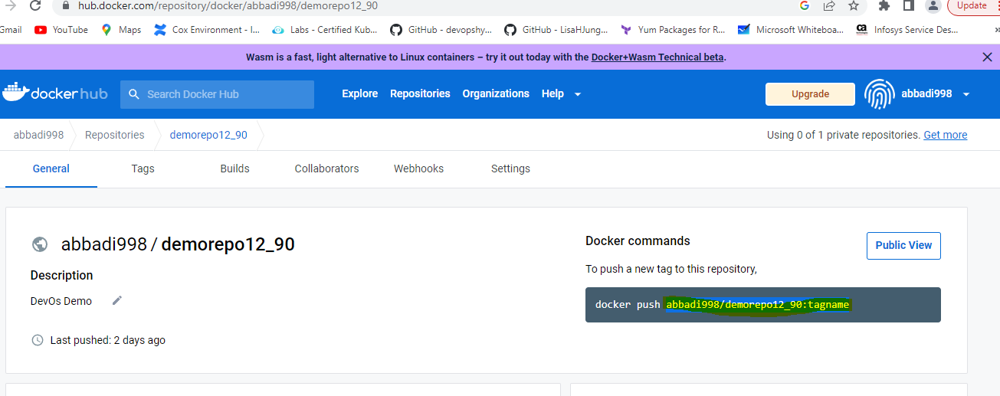 hub.docker.com/repository/docker/abbadi998/demorepo12_90
Update
Gmail YouTube Maps Cox Environment - I... Labs - Certified Kub... GitHub - devopshy... GitHub - LisaHJung... Yum Packages for R... Microsoft Whiteboa... Infosys Service Des...
Wasm is a fast, light alternative to Linux containers – try it out today with the Docker+Wasm Technical beta.
docker hub Search Docker Hub Explore Repositories Organizations Help Upgrade abbadi998
abbadi998 Repositories demorepo12_90 Using 0 of 1 private repositories. Get more
General Tags Builds Collaborators Webhooks Settings
abbadi998 / demorepo12_90
Description
DevOs Demo
Last pushed: 2 days ago
Docker commands
Public View
To push a new tag to this repository,
docker push abbadi998/demorepo12_90:tagname